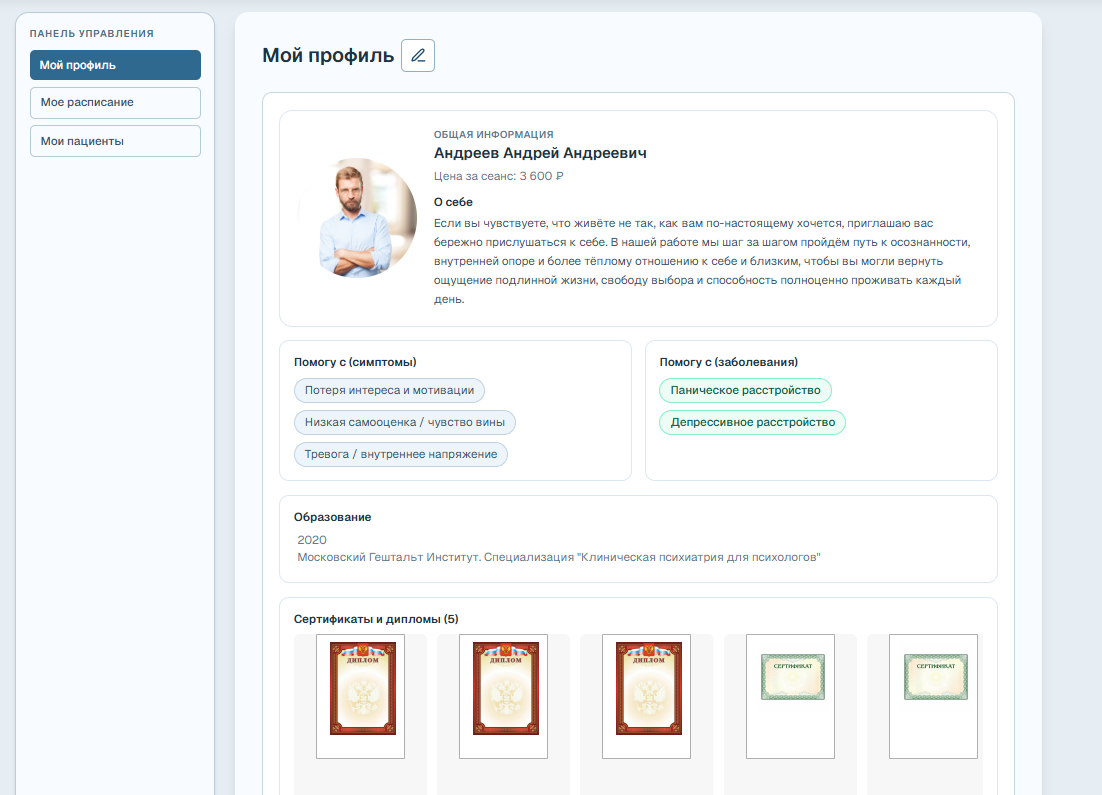 ПАНЕЛЬ УПРАВЛЕНИЯ
Мой профиль
Мое расписание
Мои пациенты
Мой профиль
ОБЩАЯ ИНФОРМАЦИЯ
Андреев Андрей Андреевич
Цена за сеанс: 3 600 ₽
О себе
Если вы чувствуете, что живёте не так, как вам по-настоящему хочется, приглашаю вас
бережно прислушаться к себе. В нашей работе мы шаг за шагом пройдём путь к осознанности,
внутренней опоре и более тёплому отношению к себе и близким, чтобы вы могли вернуть
ощущение подлинной жизни, свободу выбора и способность полноценно проживать каждый
день.
Помогу с (симптомы)
Потеря интереса и мотивации
Низкая самооценка / чувство вины
Тревога / внутреннее напряжение
Помогу с (заболевания)
Паническое расстройство
Депрессивное расстройство
Образование
2020
Московский Гештальт Институт. Специализация "Клиническая психиатрия для психологов"
Сертификаты и дипломы (5)
ДИПЛОМ
ДИПЛОМ
ДИПЛОМ
СЕРТИФИКАТ
СЕРТИФИКАТ